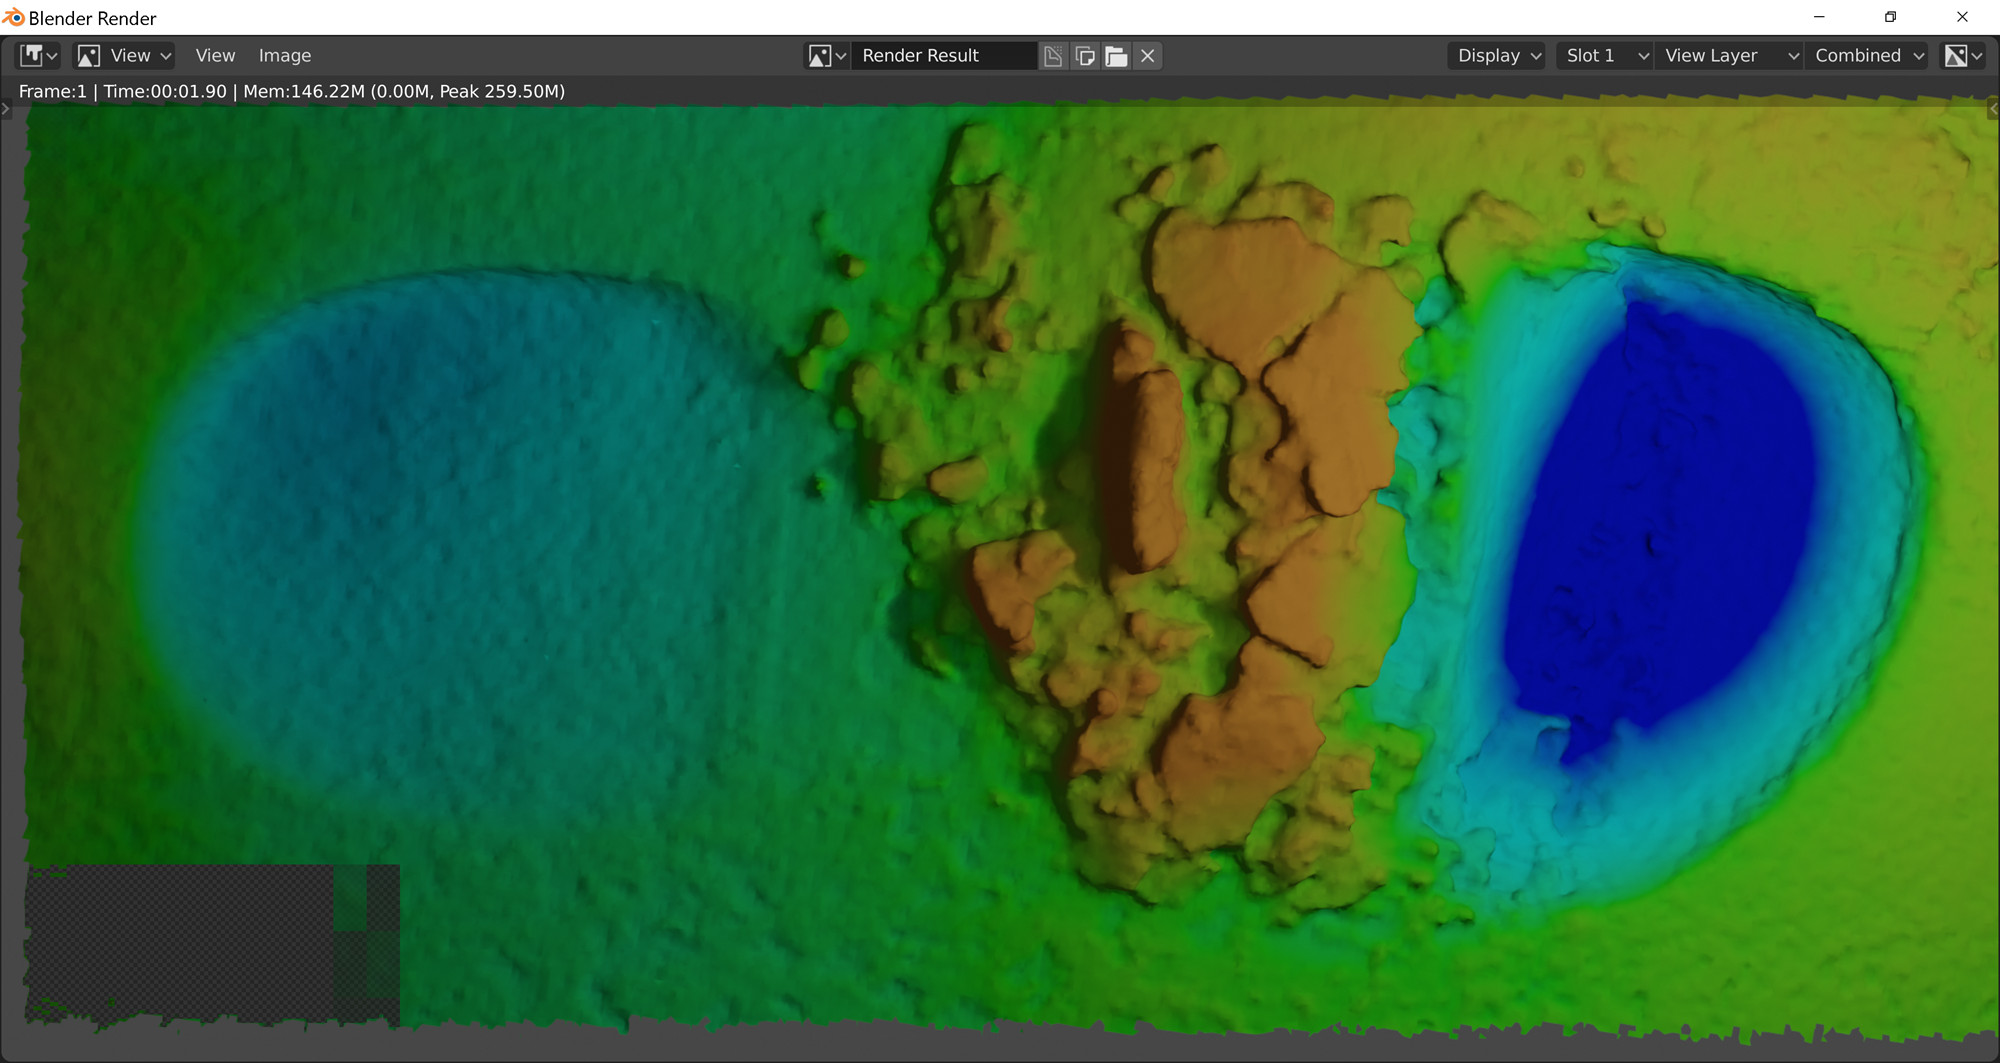 Blender Render
View View Image Render Result Display Slot 1 View Layer Combined
Frame:1 | Time:00:01.90 | Mem:146.22M (0.00M, Peak 259.50M)